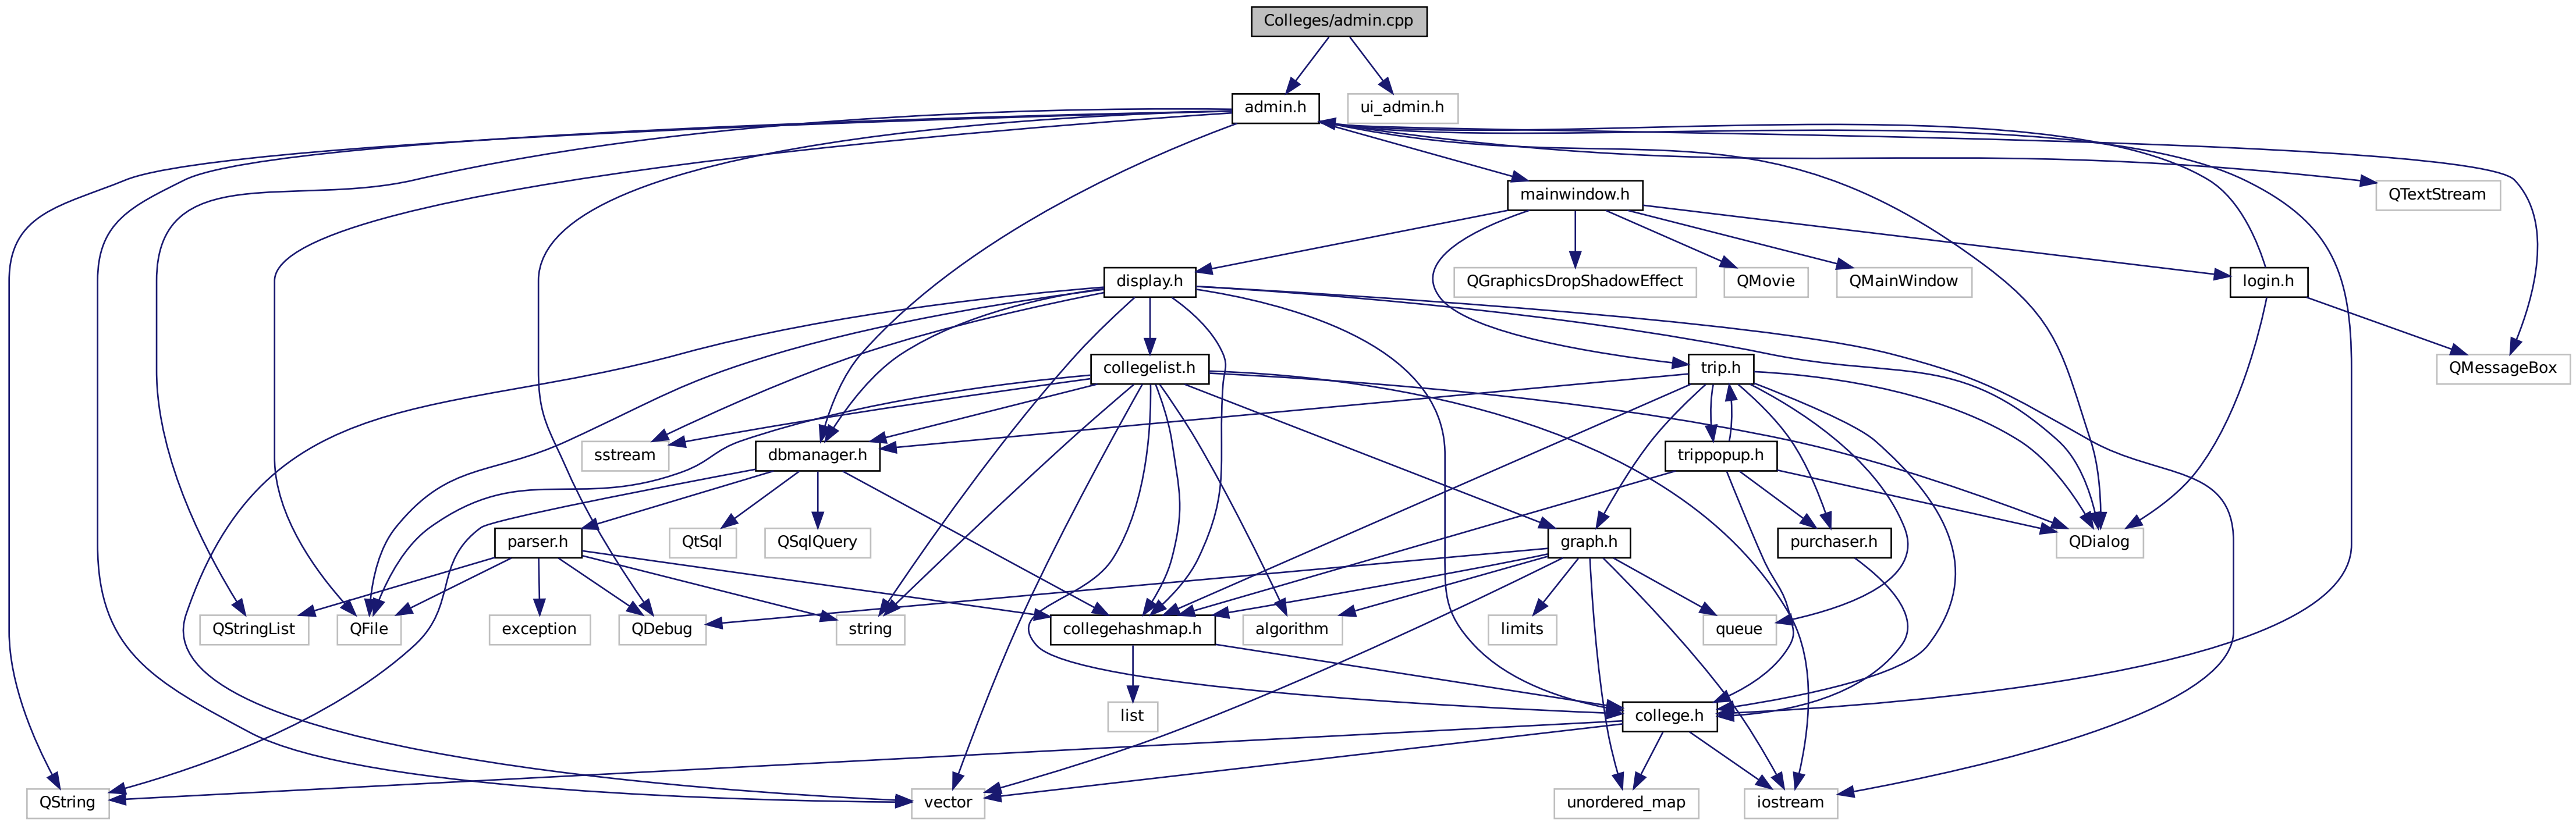 Colleges/admin.cpp
admin.h
ui_admin.h
mainwindow.h
QTextStream
display.h
QGraphicsDropShadowEffect
QMovie
QMainWindow
login.h
collegelist.h
trip.h
QMessageBox
sstream
dbmanager.h
trippopup.h
parser.h
QtSql
QSqlQuery
graph.h
purchaser.h
QDialog
QStringList
QFile
exception
QDebug
string
collegehashmap.h
algorithm
limits
queue
list
college.h
QString
vector
unordered_map
iostream